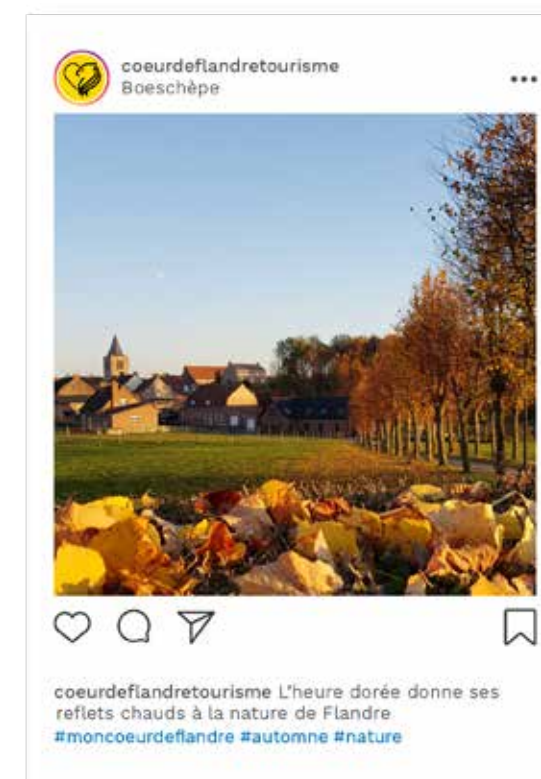 coeurdeflandretourisme
Boeschèpe
coeurdeflandretourisme L'heure dorée donne ses
reflets chauds à la nature de Flandre
#moncoeurdeflandre #automne #nature